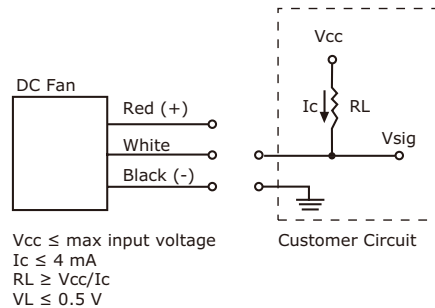 Vcc
DC Fan
Ic
RL
Red (+)
Vsig
White
Black (-)
Vcc ≤ max input voltage
Customer Circuit
Ic ≤ 4 mA
RL ≥ Vcc/Ic
VL ≤ 0.5 V